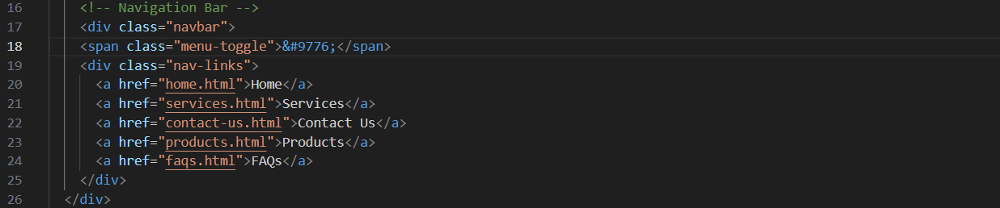 16 <!-- Navigation Bar -->
17 <div class="navbar">
18 <span class="menu-toggle">&#9776;</span>
19 <div class="nav-links">
20 <a href="home.html">Home</a>
21 <a href="services.html">Services</a>
22 <a href="contact-us.html">Contact Us</a>
23 <a href="products.html">Products</a>
24 <a href="faqs.html">FAQs</a>
25 </div>
26 </div>